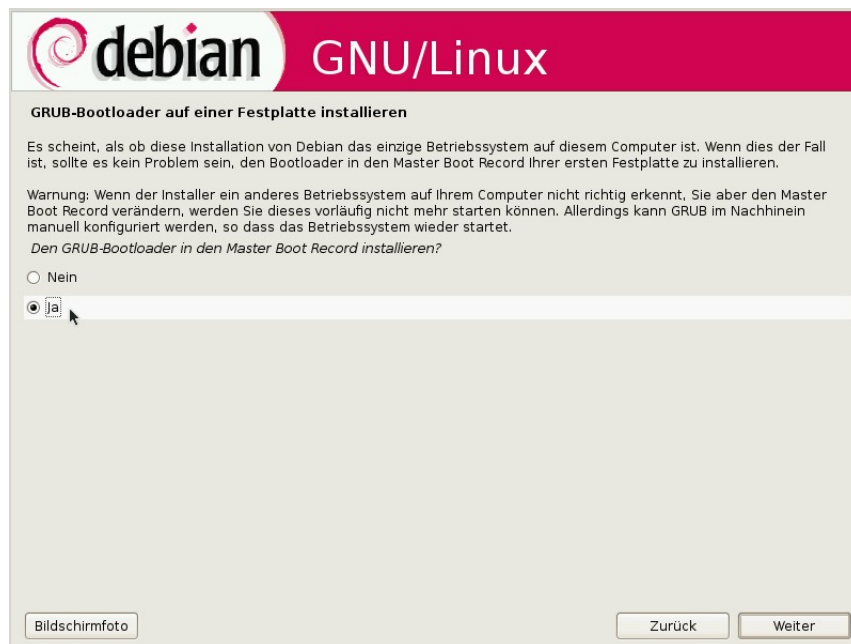 debian GNU/Linux
GRUB-Bootloader auf einer Festplatte installieren
Es scheint, als ob diese Installation von Debian das einzige Betriebssystem auf diesem Computer ist. Wenn dies der Fall
ist, sollte es kein Problem sein, den Bootloader in den Master Boot Record Ihrer ersten Festplatte zu installieren.
Warnung: Wenn der Installer ein anderes Betriebssystem auf Ihrem Computer nicht richtig erkennt, Sie aber den Master
Boot Record verändern, werden Sie dieses vorläufig nicht mehr starten können. Allerdings kann GRUB im Nachhinein
manuell konfiguriert werden, so dass das Betriebssystem wieder startet.
Den GRUB-Bootloader in den Master Boot Record installieren?
Nein
Ja
Bildschirmfoto Zurück Weiter